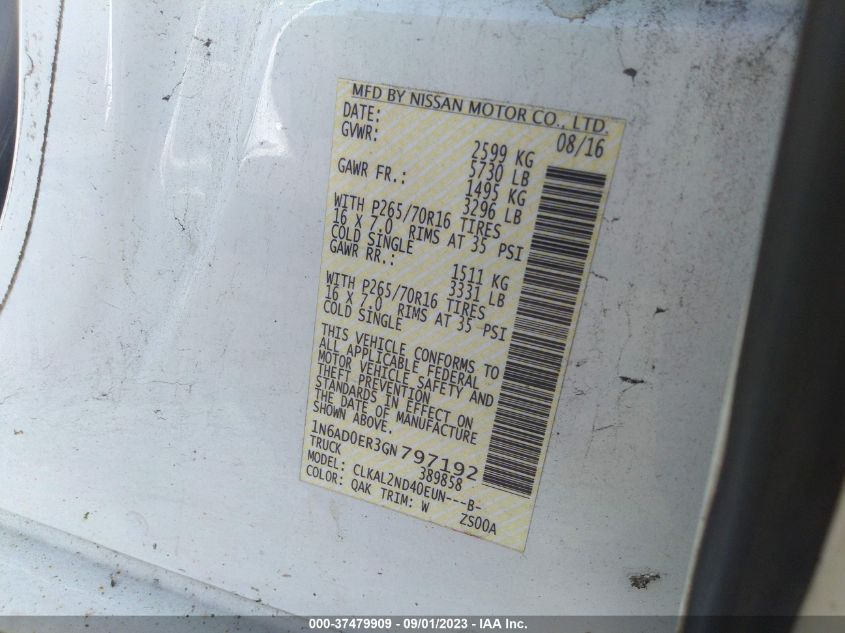 MFD BY NISSAN MOTOR CO., LTD.
DATE: 08/16
GVWR: 2599 KG
5730 LB
GAWR FR.: 1495 KG
3296 LB
WITH P265/70R16 TIRES
16 X 7.0 RIMS AT 35 PSI
COLD SINGLE
GAWR RR.: 1511 KG
3331 LB
WITH P265/70R16 TIRES
16 X 7.0 RIMS AT 35 PSI
COLD SINGLE
THIS VEHICLE CONFORMS TO
ALL APPLICABLE FEDERAL
MOTOR VEHICLE SAFETY AND
THEFT PREVENTION
STANDARDS IN EFFECT ON
THE DATE OF MANUFACTURE
SHOWN ABOVE.
1N6AD0ER3GN797192
TRUCK 389858
MODEL: CLKAL2ND40EUN---B-
COLOR: QAK TRIM: W ZS00A
000-37479909 - 09/01/2023 - IAA Inc.